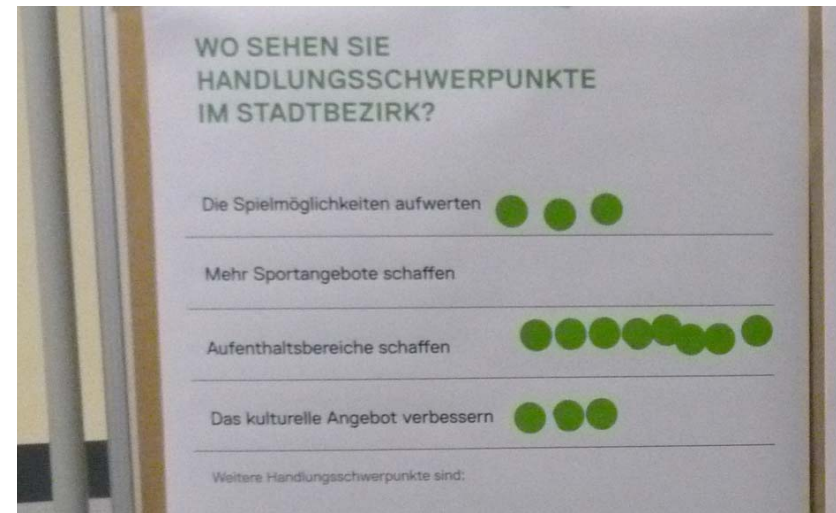 WO SEHEN SIE
HANDLUNGSSCHWERPUNKTE
IM STADTBEZIRK?
Die Spielmöglichkeiten aufwerten
Mehr Sportangebote schaffen
Aufenthaltsbereiche schaffen
Das kulturelle Angebot verbessern
Weitere Handlungsschwerpunkte sind: